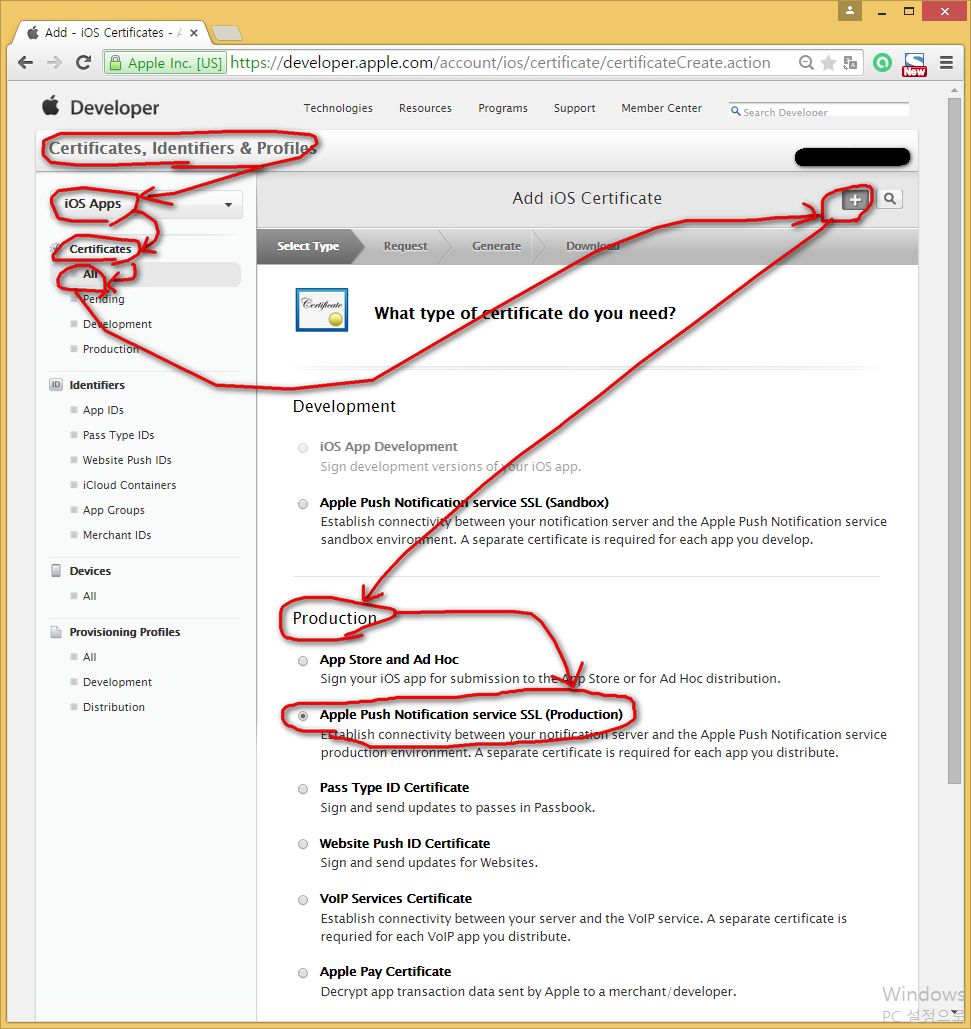 Add - iOS Certificates - A
Apple Inc. [US] https://developer.apple.com/account/ios/certificate/certificateCreate.action
New
Developer
Technologies Resources Programs Support Member Center Search Developer
Certificates, Identifiers & Profiles
iOS Apps
Certificates
All
Pending
Development
Production
ID Identifiers
App IDs
Pass Type IDs
Website Push IDs
iCloud Containers
App Groups
Merchant IDs
Devices
All
Provisioning Profiles
All
Development
Distribution
Add iOS Certificate
Select Type Request Generate Download
Certificate
What type of certificate do you need?
Development
iOS App Development
Sign development versions of your iOS app.
Apple Push Notification service SSL (Sandbox)
Establish connectivity between your notification server and the Apple Push Notification service
sandbox environment. A separate certificate is required for each app you develop.
Production
App Store and Ad Hoc
Sign your iOS app for submission to the App Store or for Ad Hoc distribution.
Apple Push Notification service SSL (Production)
Establish connectivity between your notification server and the Apple Push Notification service
production environment. A separate certificate is required for each app you distribute.
Pass Type ID Certificate
Sign and send updates to passes in Passbook.
Website Push ID Certificate
Sign and send updates for Websites.
VoIP Services Certificate
Establish connectivity between your server and the VoIP service. A separate certificate is
requried for each VoIP app you distribute.
Apple Pay Certificate
Decrypt app transaction data sent by Apple to a merchant/developer.
Windows
PC 설정으로